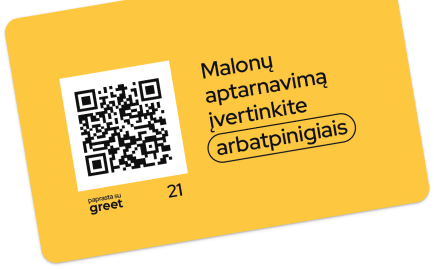 Malonų
aptarnavimą
įvertinkite
arbatpinigiais
paprasta su
greet
21